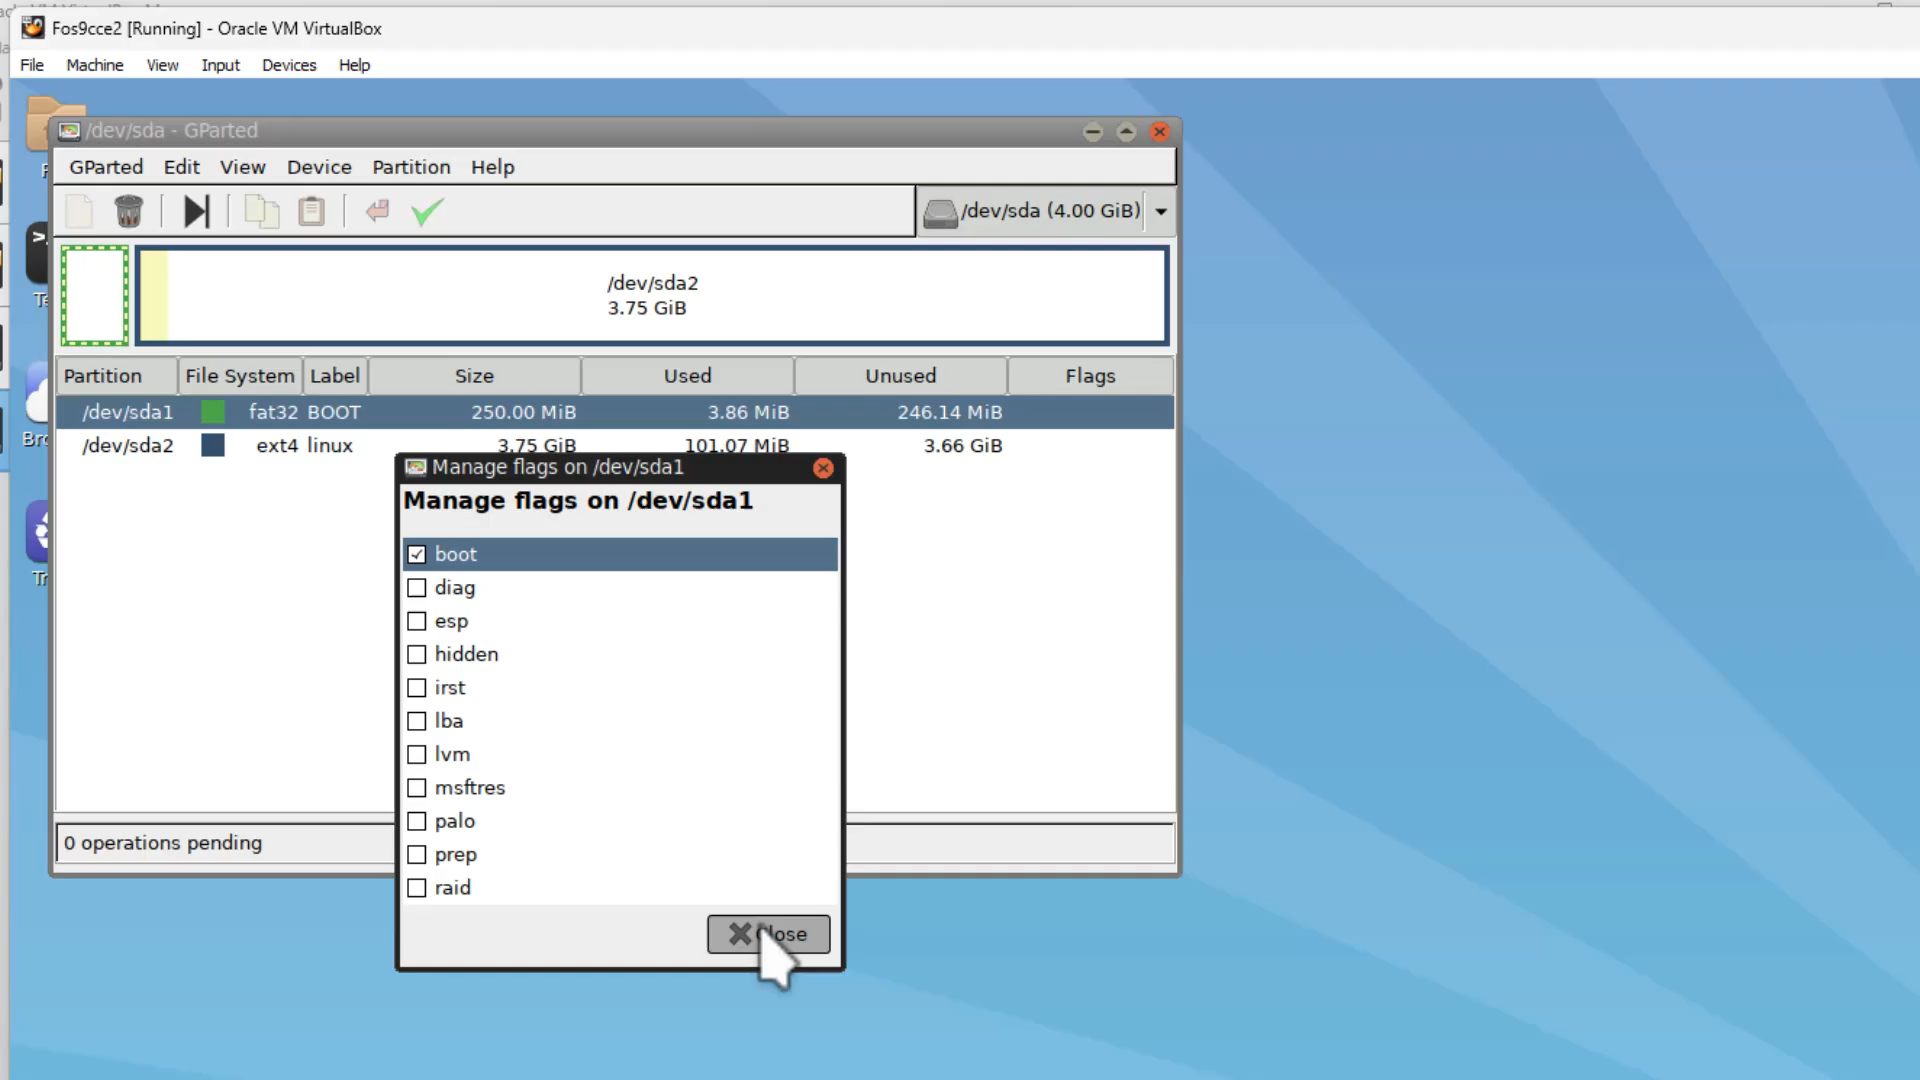 Fos9cce2 [Running] - Oracle VM VirtualBox
File Machine View Input Devices Help
/dev/sda - GParted
GParted Edit View Device Partition Help
/dev/sda (4.00 GiB)
/dev/sda2
3.75 GiB
Partition File System Label Size Used Unused Flags
/dev/sda1 fat32 BOOT 250.00 MiB 3.86 MiB 246.14 MiB
/dev/sda2 ext4 linux 3.75 GiB 101.07 MiB 3.66 GiB
Manage flags on /dev/sda1
Manage flags on /dev/sda1
boot
diag
esp
hidden
irst
lba
lvm
msftres
palo
prep
raid
Close
0 operations pending